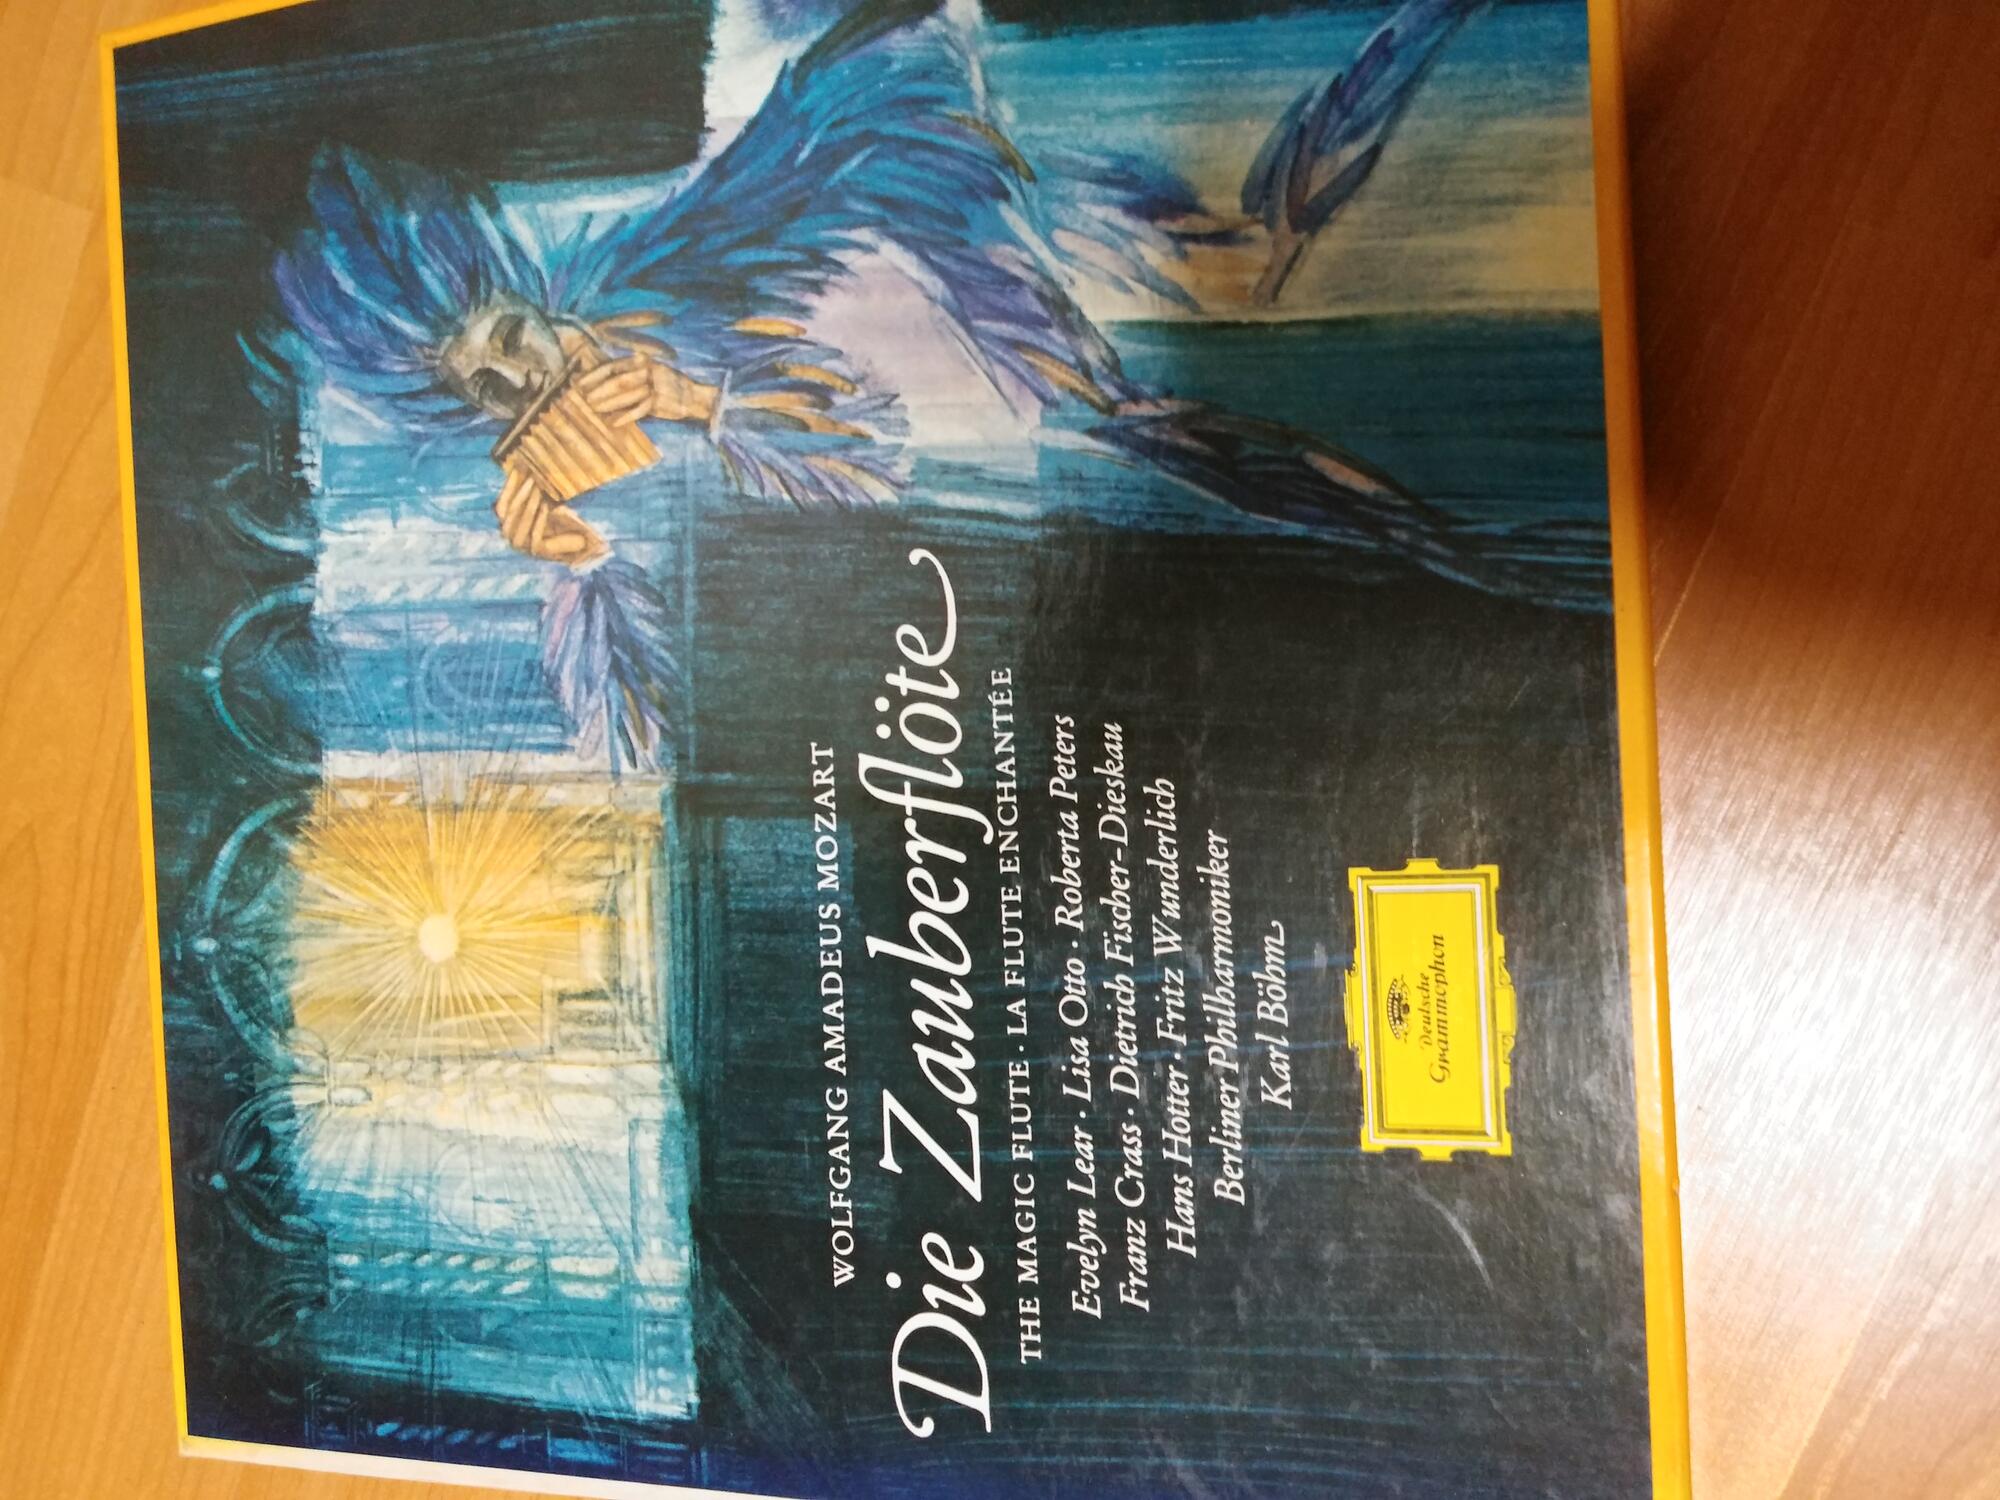 WOLFGANG AMADEUS MOZART
Die Zauberflöte
THE MAGIC FLUTE · LA FLUTE ENCHANTÉE
Evelyn Lear · Lisa Otto · Roberta Peters
Franz Crass · Dietrich Fischer-Dieskau
Hans Hotter · Fritz Wunderlich
Berliner Philharmoniker
Karl Böhm
Deutsche
Grammophon